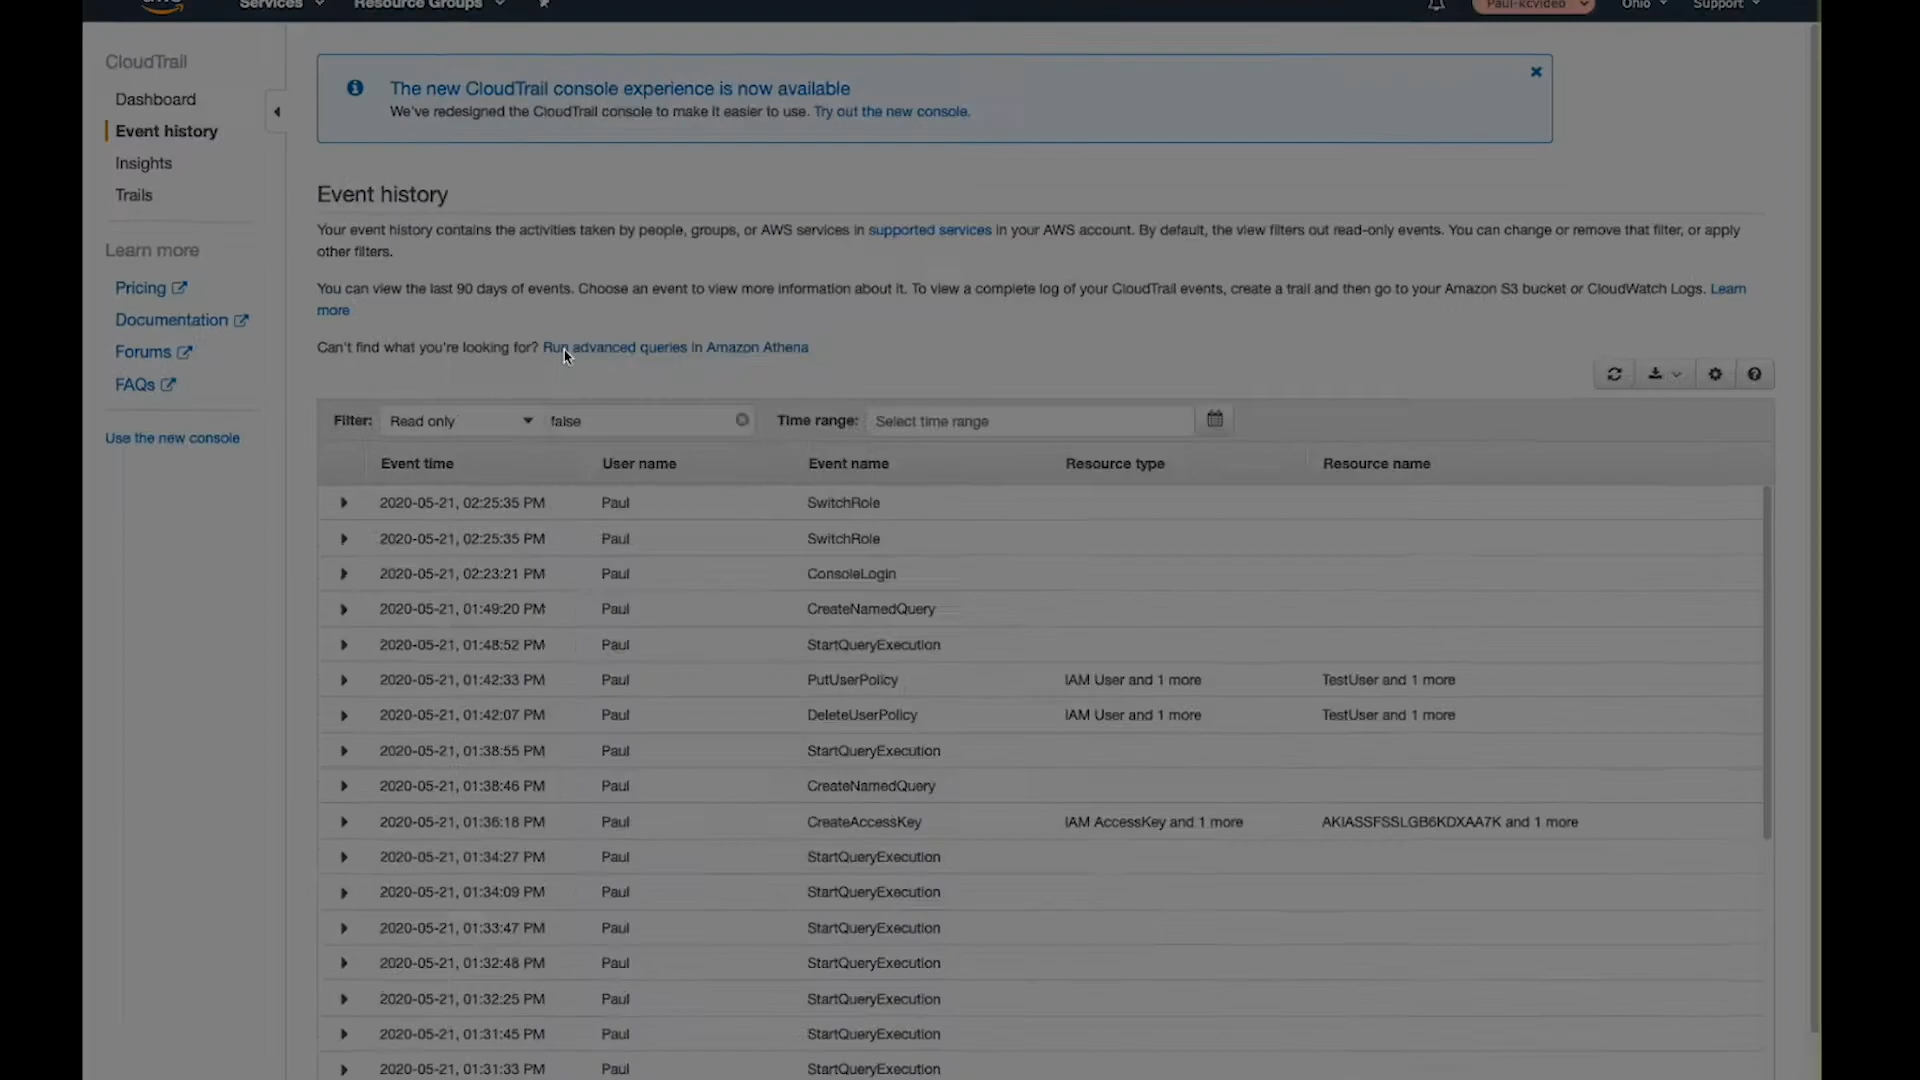 Services
Resource Groups
Paul-kcvideo
Ohio
Support
CloudTrail
Dashboard
Event history
Insights
Trails
Learn more
Pricing
Documentation
Forums
FAQs
Use the new console
The new CloudTrail console experience is now available
We've redesigned the CloudTrail console to make it easier to use. Try out the new console.
Event history
Your event history contains the activities taken by people, groups, or AWS services in supported services in your AWS account. By default, the view filters out read-only events. You can change or remove that filter, or apply
other filters.
You can view the last 90 days of events. Choose an event to view more information about it. To view a complete log of your CloudTrail events, create a trail and then go to your Amazon S3 bucket or CloudWatch Logs. Learn
more
Can't find what you're looking for? Run advanced queries in Amazon Athena
Filter: Read only false Time range: Select time range
Event time User name Event name Resource type Resource name
2020-05-21, 02:25:35 PM Paul SwitchRole
2020-05-21, 02:25:35 PM Paul SwitchRole
2020-05-21, 02:23:21 PM Paul ConsoleLogin
2020-05-21, 01:49:20 PM Paul CreateNamedQuery
2020-05-21, 01:48:52 PM Paul StartQueryExecution
2020-05-21, 01:42:33 PM Paul PutUserPolicy IAM User and 1 more TestUser and 1 more
2020-05-21, 01:42:07 PM Paul DeleteUserPolicy IAM User and 1 more TestUser and 1 more
2020-05-21, 01:38:55 PM Paul StartQueryExecution
2020-05-21, 01:38:46 PM Paul CreateNamedQuery
2020-05-21, 01:36:18 PM Paul CreateAccessKey IAM AccessKey and 1 more AKIASSFSSLGB6KDXAA7K and 1 more
2020-05-21, 01:34:27 PM Paul StartQueryExecution
2020-05-21, 01:34:09 PM Paul StartQueryExecution
2020-05-21, 01:33:47 PM Paul StartQueryExecution
2020-05-21, 01:32:48 PM Paul StartQueryExecution
2020-05-21, 01:32:25 PM Paul StartQueryExecution
2020-05-21, 01:31:45 PM Paul StartQueryExecution
2020-05-21, 01:31:33 PM Paul StartQueryExecution